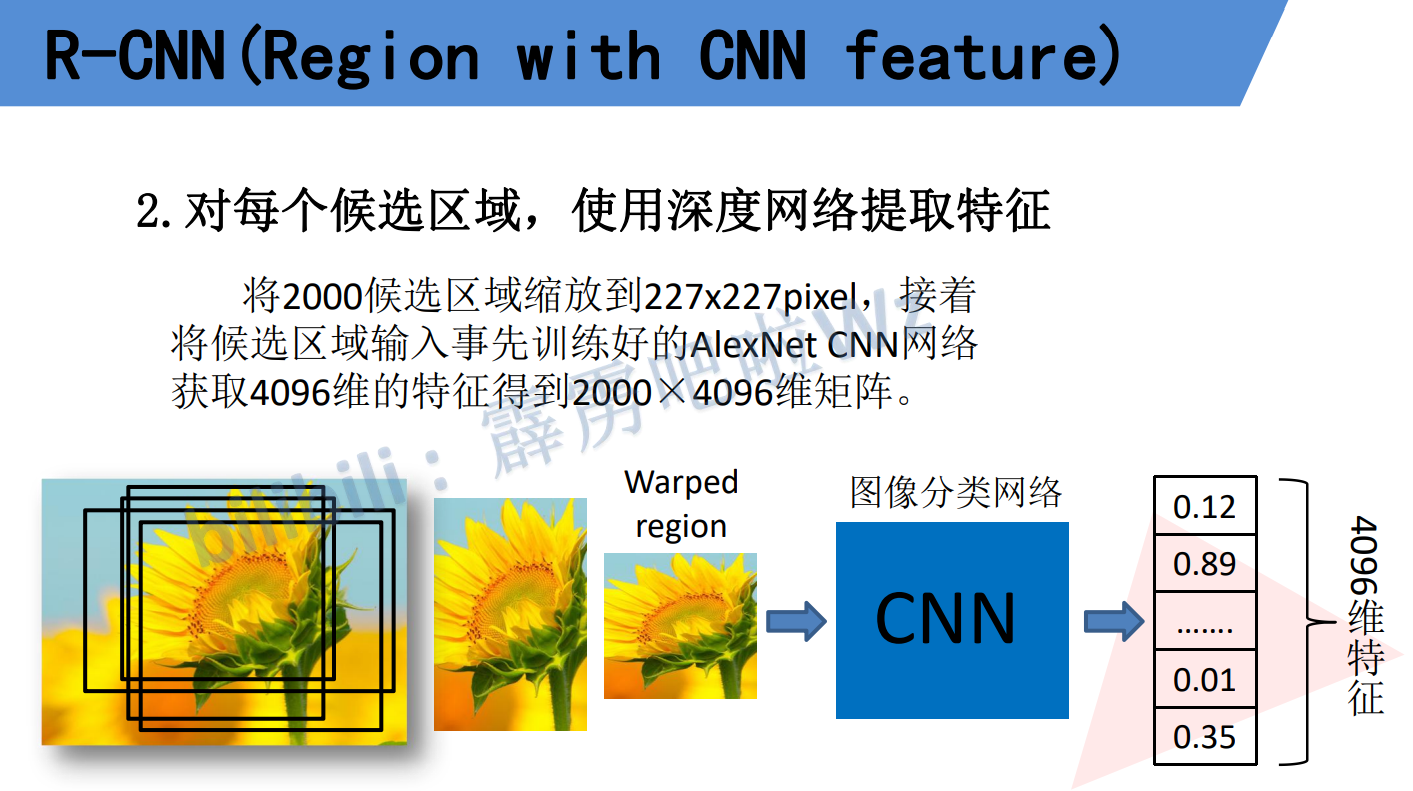 R-CNN(Region with CNN feature)
2.对每个候选区域，使用深度网络提取特征
将2000候选区域缩放到227x227pixel，接着
将候选区域输入事先训练好的AlexNet CNN网络
获取4096维的特征得到2000×4096维矩阵。
bilibili：霹雳吧啦Wz
Warped
region
图像分类网络
CNN
0.12
0.89
…….
0.01
0.35
4096维特征